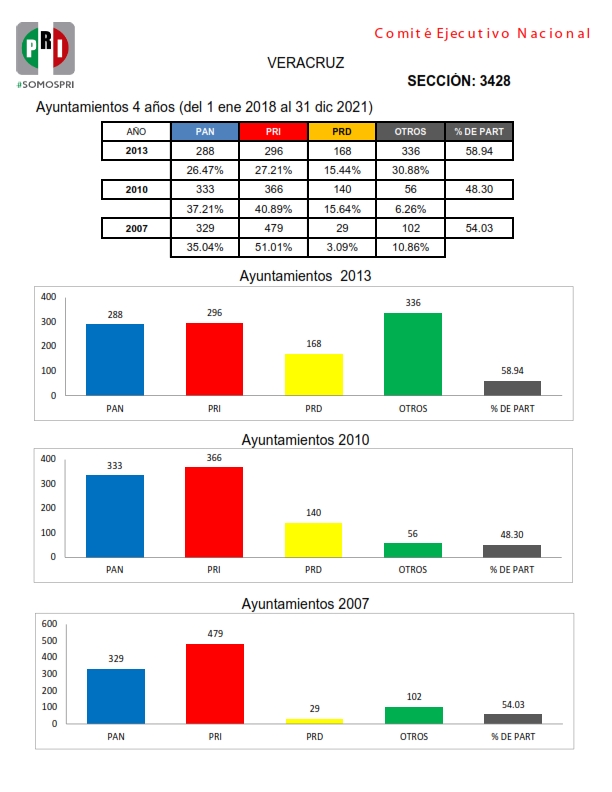 Comité Ejecutivo Nacional
PRI
#SOMOSPRI
VERACRUZ
SECCIÓN: 3428
Ayuntamientos 4 años (del 1 ene 2018 al 31 dic 2021)
AÑO PAN PRI PRD OTROS % DE PART
2013 288 296 168 336 58.94
26.47% 27.21% 15.44% 30.88%
2010 333 366 140 56 48.30
37.21% 40.89% 15.64% 6.26%
2007 329 479 29 102 54.03
35.04% 51.01% 3.09% 10.86%
Ayuntamientos 2013
400
300
200
100
0
288 296 168 336 58.94
PAN PRI PRD OTROS % DE PART
Ayuntamientos 2010
400
300
200
100
0
333 366 140 56 48.30
PAN PRI PRD OTROS % DE PART
Ayuntamientos 2007
600
500
400
300
200
100
0
329 479 29 102 54.03
PAN PRI PRD OTROS % DE PART